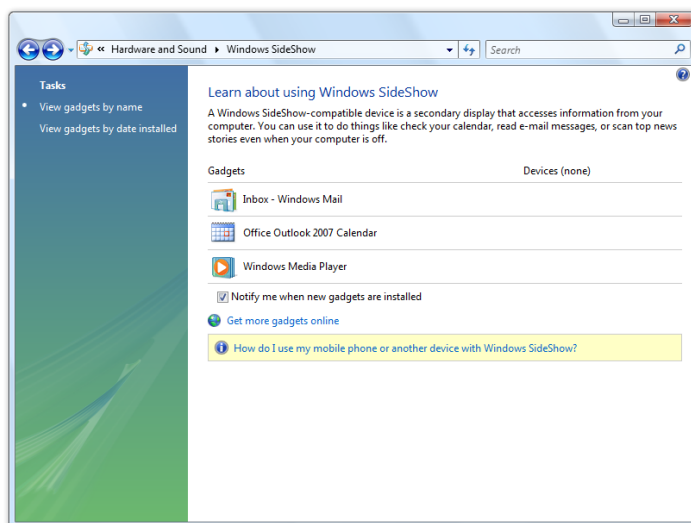 « Hardware and Sound ▸ Windows SideShow
Search
Tasks
• View gadgets by name
View gadgets by date installed
Learn about using Windows SideShow
A Windows SideShow-compatible device is a secondary display that accesses information from your
computer. You can use it to do things like check your calendar, read e-mail messages, or scan top news
stories even when your computer is off.
Gadgets Devices (none)
Inbox - Windows Mail
Office Outlook 2007 Calendar
Windows Media Player
Notify me when new gadgets are installed
Get more gadgets online
How do I use my mobile phone or another device with Windows SideShow?